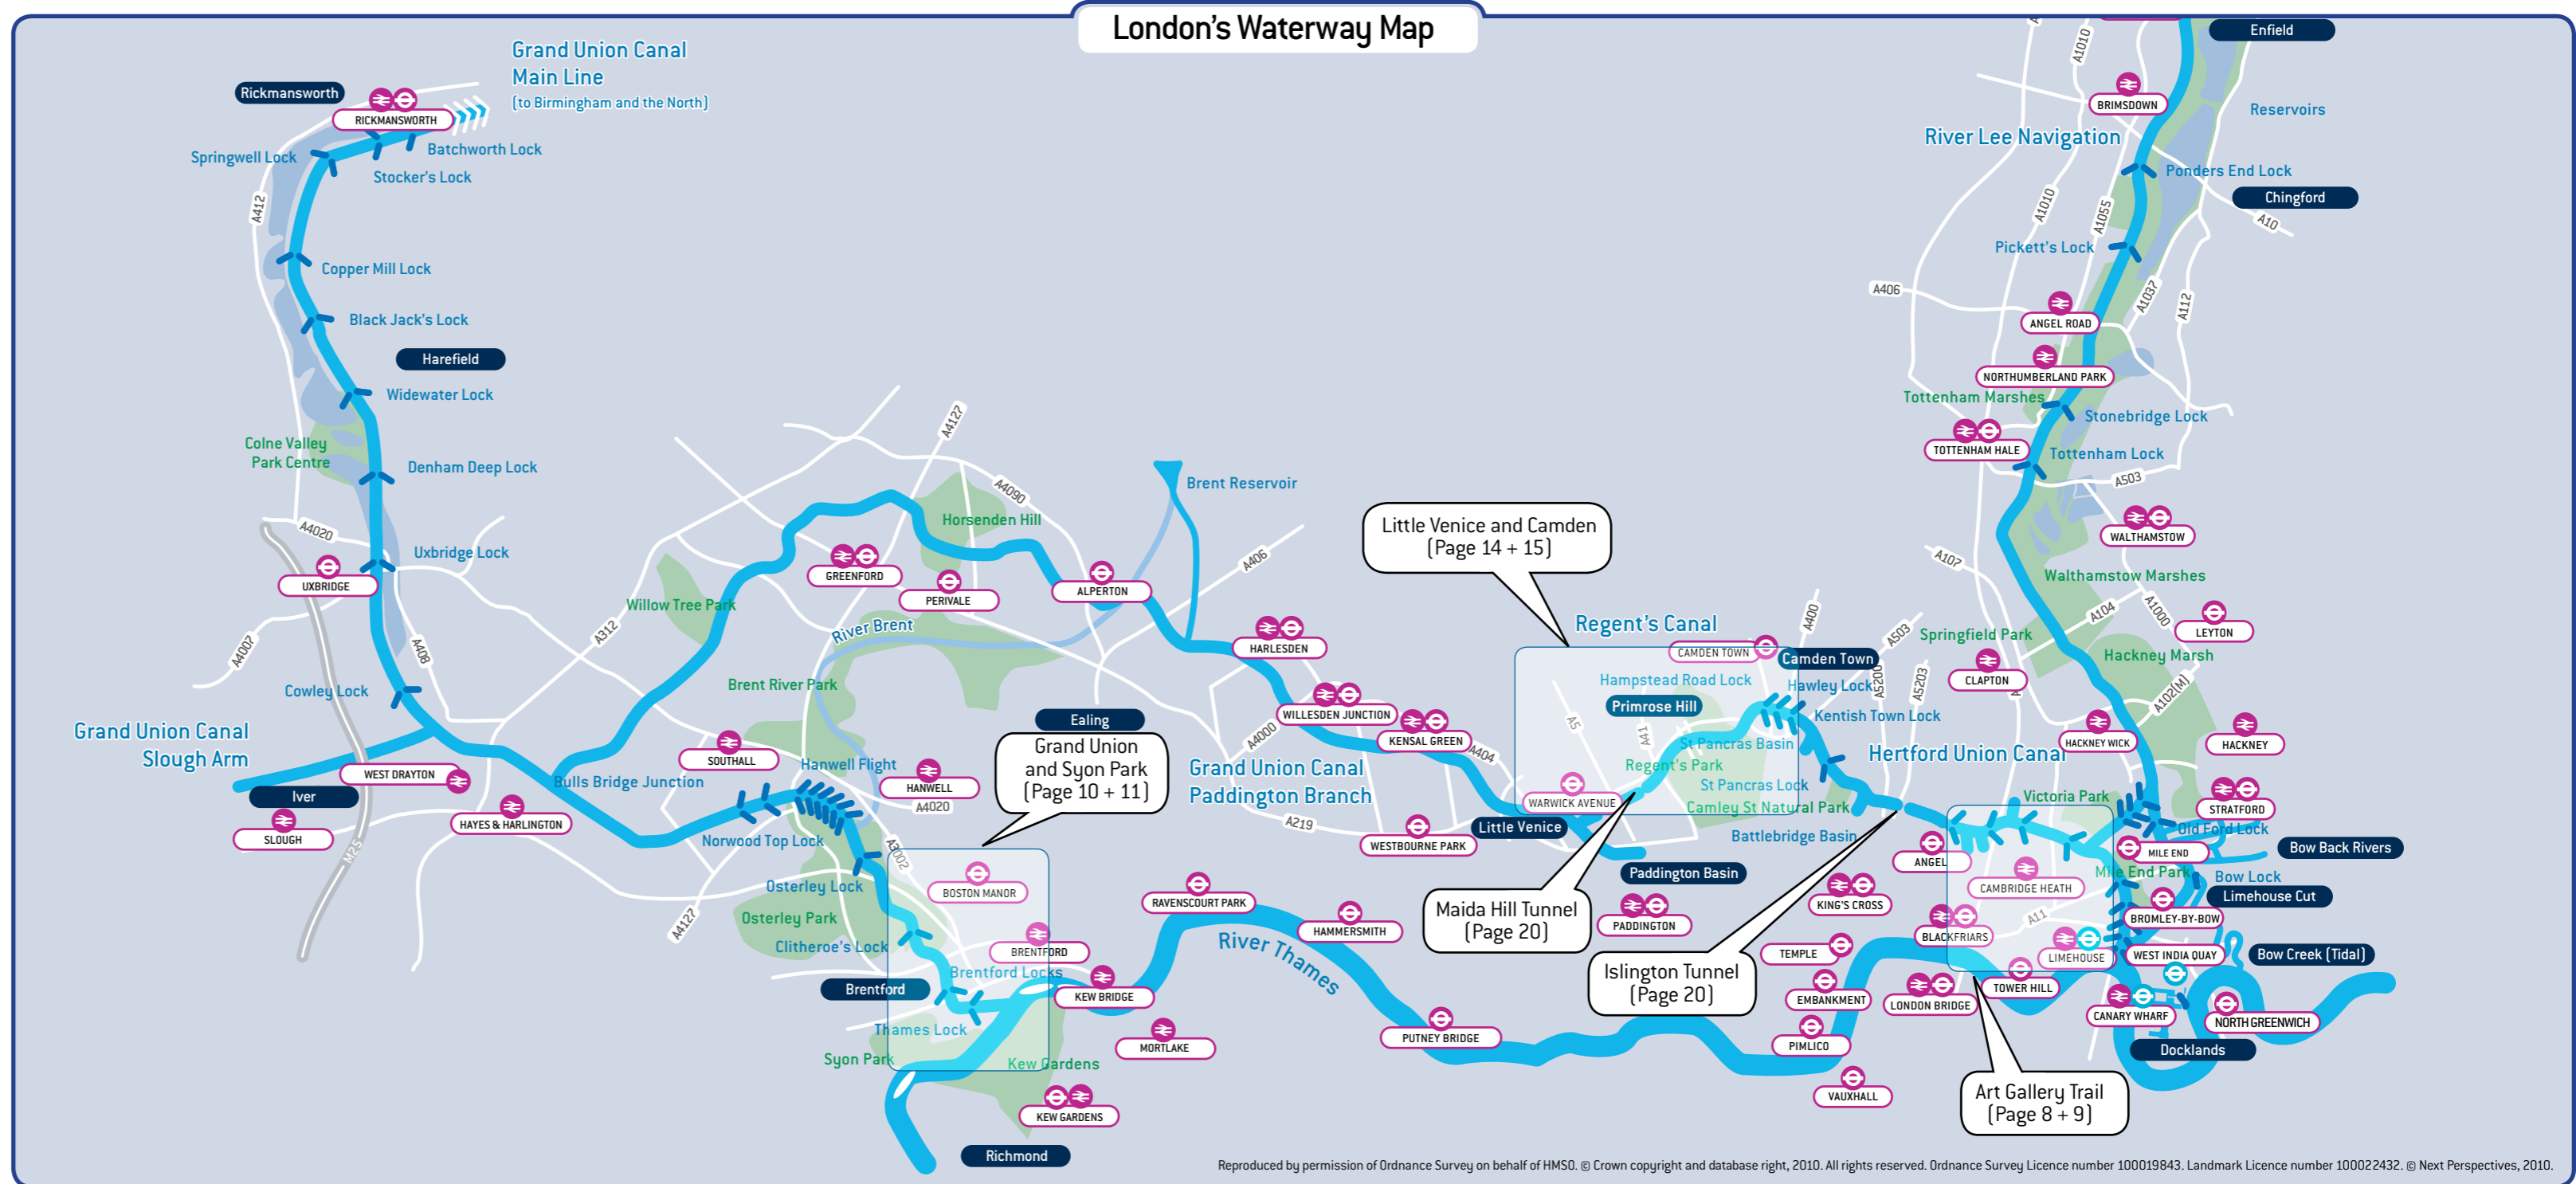 London's Waterway Map
Grand Union Canal
Main Line
(to Birmingham and the North)
Rickmansworth
RICKMANSWORTH
Batchworth Lock
Springwell Lock
Stocker's Lock
A412
Copper Mill Lock
Black Jack's Lock
Harefield
Widewater Lock
Colne Valley
Park Centre
Denham Deep Lock
A4020
Uxbridge Lock
UXBRIDGE
A4007
A408
Cowley Lock
Grand Union Canal
Slough Arm
WEST DRAYTON
Iver
SLOUGH
M25
HAYES & HARLINGTON
Bulls Bridge Junction
A312
Willow Tree Park
A4127
A4090
Horsenden Hill
GREENFORD
PERIVALE
ALPERTON
Brent Reservoir
A406
River Brent
Brent River Park
SOUTHALL
Hanwell Flight
HANWELL
A4020
Norwood Top Lock
A3002
Osterley Lock
A4127
Osterley Park
Clitheroe's Lock
BOSTON MANOR
BRENTFORD
Brentford Locks
Brentford
Thames Lock
Syon Park
Kew Gardens
KEW GARDENS
Richmond
KEW BRIDGE
MORTLAKE
Ealing
Grand Union
and Syon Park
(Page 10 + 11)
HARLESDEN
WILLESDEN JUNCTION
KENSAL GREEN
A4000
A404
Grand Union Canal
Paddington Branch
A219
WESTBOURNE PARK
Little Venice
RAVENSCOURT PARK
HAMMERSMITH
River Thames
PUTNEY BRIDGE
Little Venice and Camden
(Page 14 + 15)
Regent's Canal
A400
A503
CAMDEN TOWN
Camden Town
Hampstead Road Lock
Hawley Lock
A5200
A5203
Primrose Hill
Kentish Town Lock
A5
A41
St Pancras Basin
Regent's Park
St Pancras Lock
WARWICK AVENUE
Camley St Natural Park
Battlebridge Basin
Paddington Basin
Maida Hill Tunnel
(Page 20)
PADDINGTON
KING'S CROSS
Islington Tunnel
(Page 20)
TEMPLE
EMBANKMENT
PIMLICO
VAUXHALL
Hertford Union Canal
ANGEL
CAMBRIDGE HEATH
BLACKFRIARS
A11
LIMEHOUSE
LONDON BRIDGE
TOWER HILL
Art Gallery Trail
(Page 8 + 9)
Enfield
A1010
BRIMSDOWN
Reservoirs
River Lee Navigation
Ponders End Lock
Chingford
A10
A1010
A1055
Pickett's Lock
A406
A1037
A112
ANGEL ROAD
NORTHUMBERLAND PARK
Tottenham Marshes
Stonebridge Lock
TOTTENHAM HALE
Tottenham Lock
A503
WALTHAMSTOW
A107
Walthamstow Marshes
A104
A1000
LEYTON
Springfield Park
Hackney Marsh
CLAPTON
A102(M)
HACKNEY WICK
HACKNEY
Victoria Park
STRATFORD
Old Ford Lock
MILE END
Bow Back Rivers
Mile End Park
Bow Lock
Limehouse Cut
BROMLEY-BY-BOW
WEST INDIA QUAY
Bow Creek (Tidal)
CANARY WHARF
NORTH GREENWICH
Docklands
Reproduced by permission of Ordnance Survey on behalf of HMSO. © Crown copyright and database right, 2010. All rights reserved. Ordnance Survey Licence number 100019843. Landmark Licence number 100022432. © Next Perspectives, 2010.